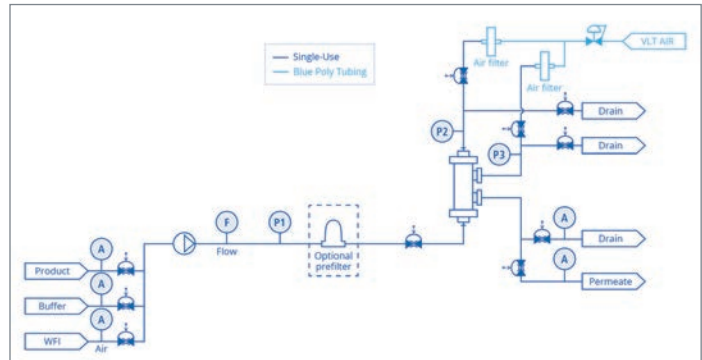 Single-Use
Blue Poly Tubing
VLT AIR
Air filter
Air filter
Drain
P2
P3
Drain
F
P1
Flow
Optional
prefilter
A
Drain
A
Product
A
Buffer
A
Permeate
A
WFI
Air